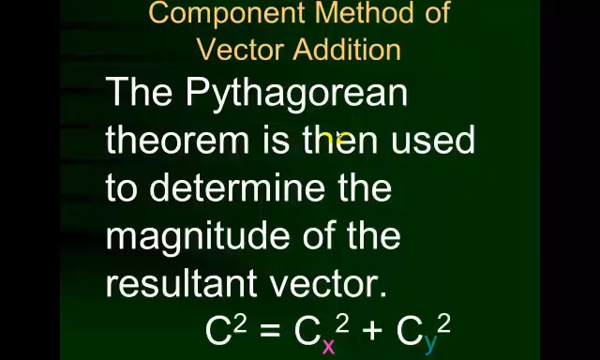 Component Method of
Vector Addition
The Pythagorean
theorem is then used
to determine the
magnitude of the
resultant vector.
C² = Cₓ² + Cᵧ²